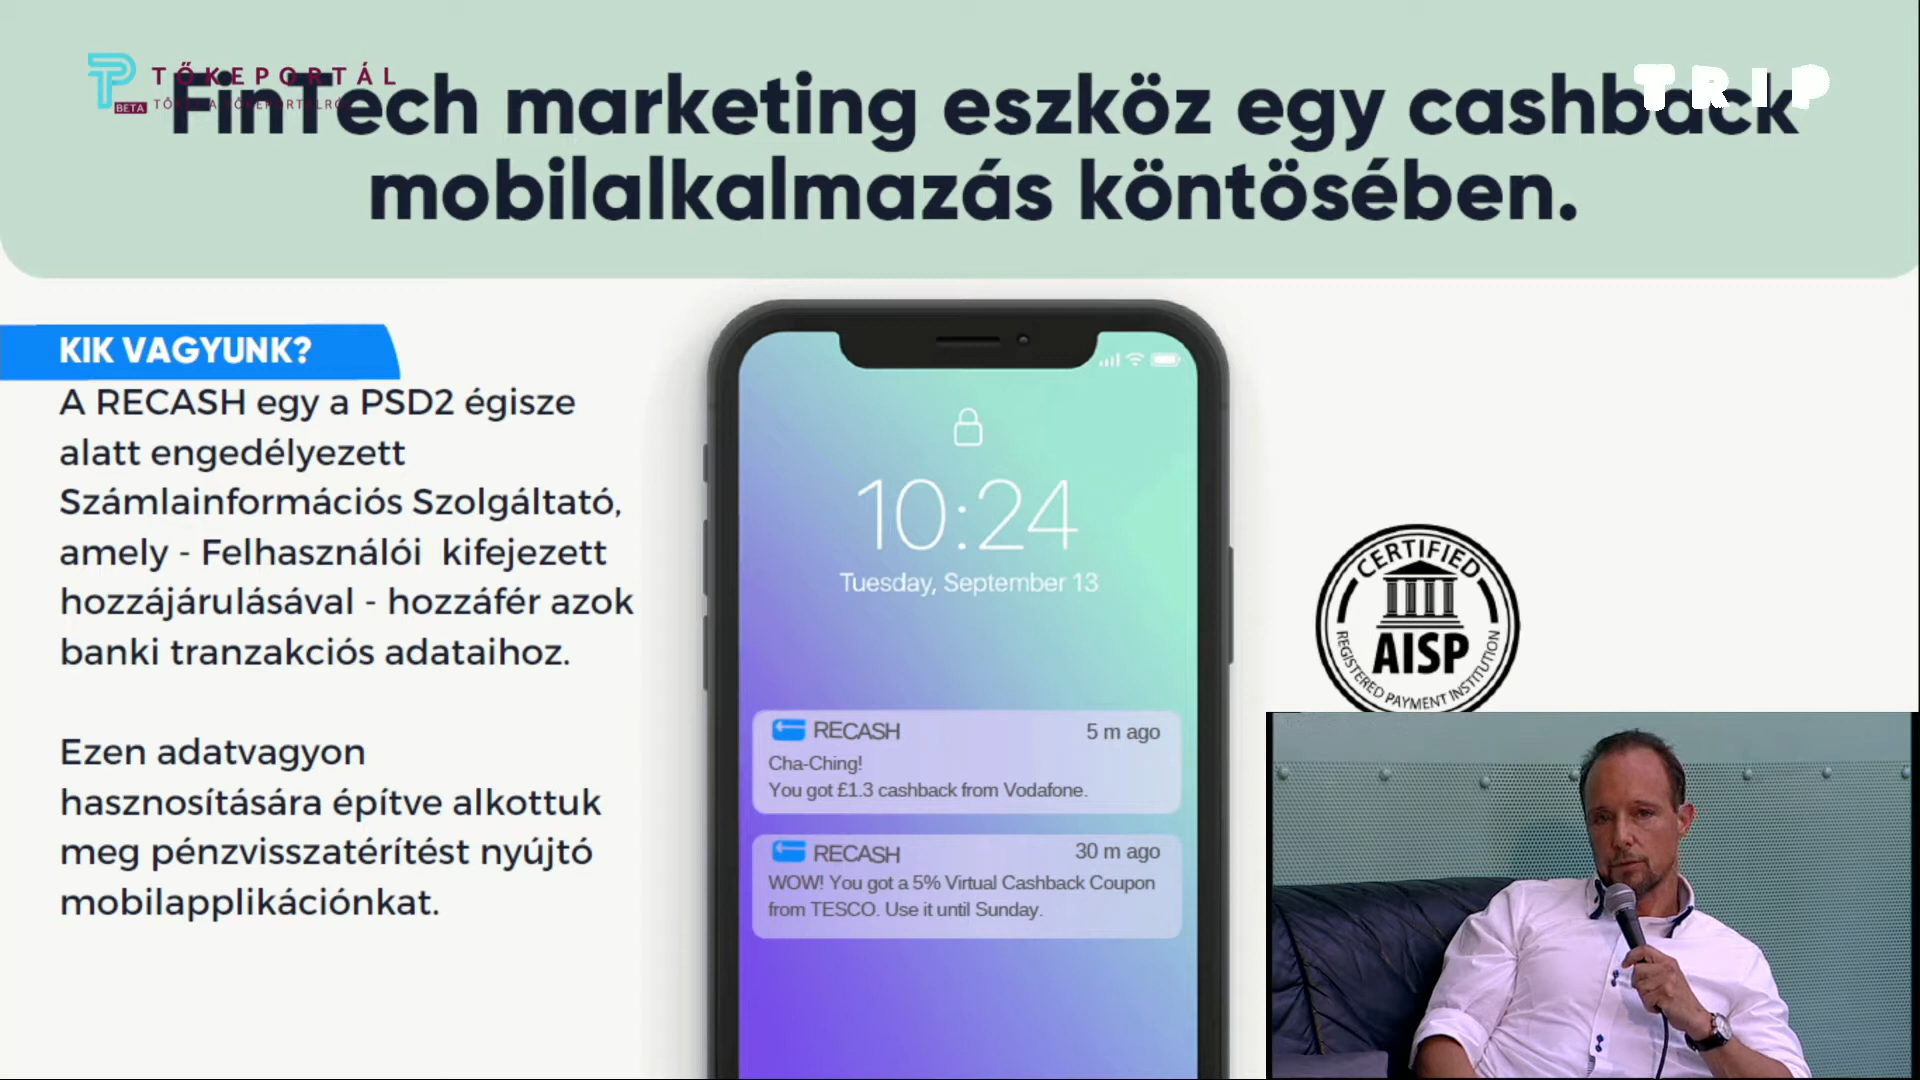 TŐKEPORTÁL
BETA
TRIP
FinTech marketing eszköz egy cashback
mobilalkalmazás köntösében.
KIK VAGYUNK?
A RECASH egy a PSD2 égisze
alatt engedélyezett
Számlainformációs Szolgáltató,
amely - Felhasználói kifejezett
hozzájárulásával - hozzáfér azok
banki tranzakciós adataihoz.
Ezen adatvagyon
hasznosítására építve alkottuk
meg pénzvisszatérítést nyújtó
mobilapplikációnkat.
10:24
Tuesday, September 13
RECASH 5 m ago
Cha-Ching!
You got £1.3 cashback from Vodafone.
RECASH 30 m ago
WOW! You got a 5% Virtual Cashback Coupon
from TESCO. Use it until Sunday.
CERTIFIED
AISP
REGISTERED PAYMENT INSTITUTION